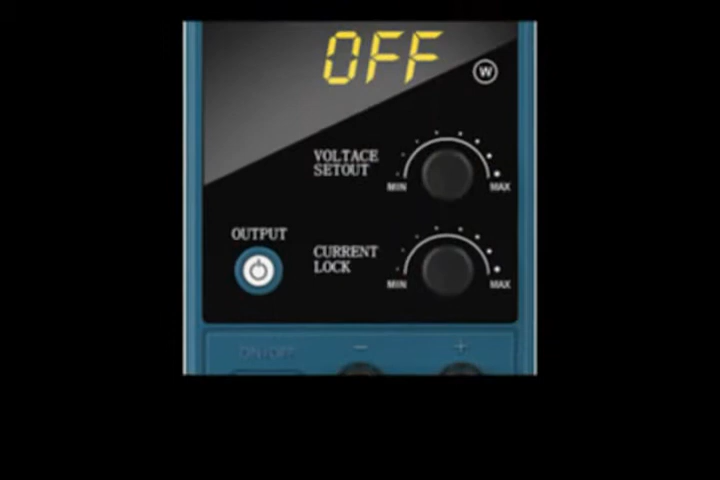 OFF
W
VOLTACE
SETOUT
MIN
MAX
OUTPUT
CURRENT
LOCK
MIN
MAX
ON/OFF
− +